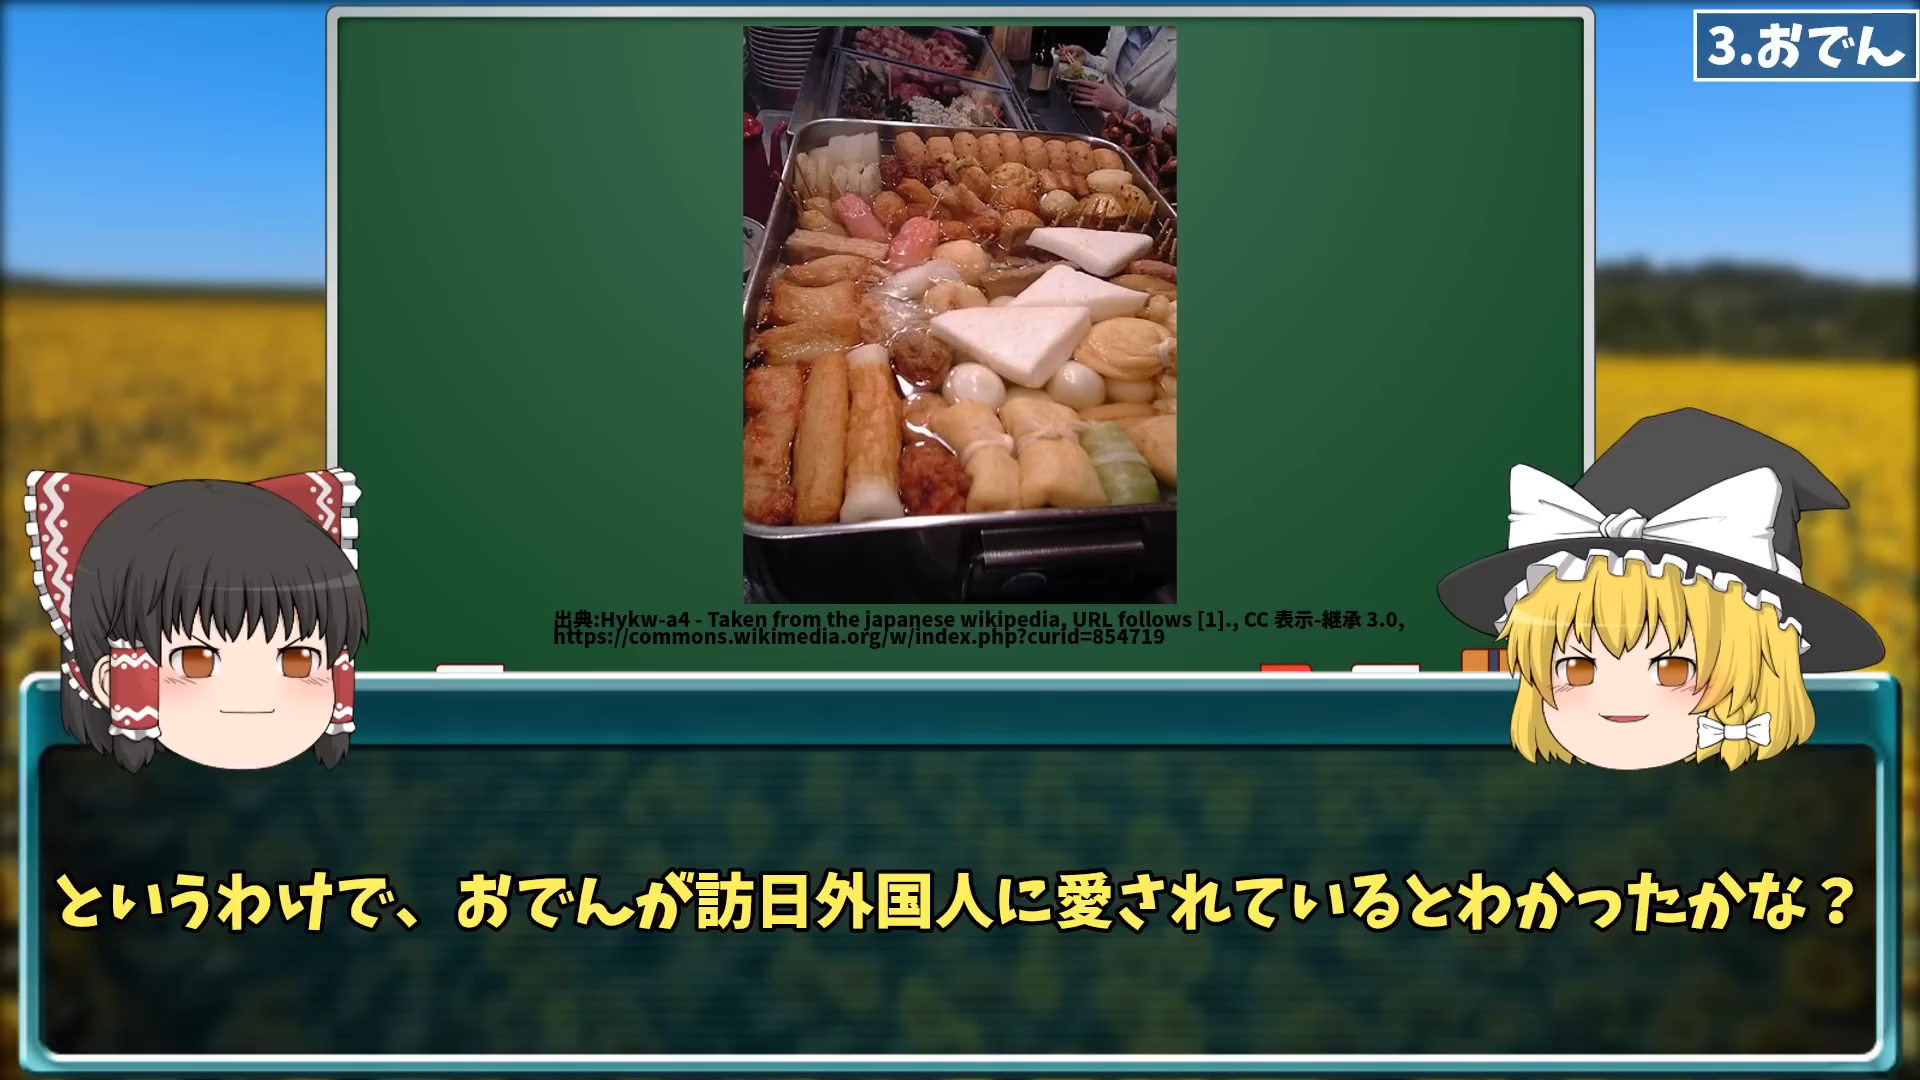 3.おでん
出典:Hykw-a4 - Taken from the japanese wikipedia, URL follows [1]., CC 表示-継承 3.0,
https://commons.wikimedia.org/w/index.php?curid=854719
というわけで、おでんが訪日外国人に愛されているとわかったかな？